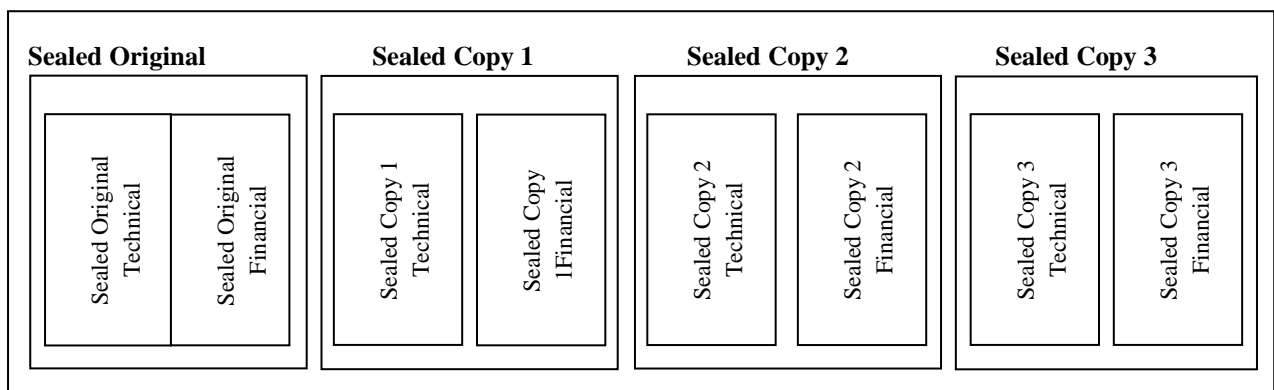 Sealed Original
Sealed Copy 1
Sealed Copy 2
Sealed Copy 3
Sealed Original
Technical
Sealed Original
Financial
Sealed Copy 1
Technical
Sealed Copy
1Financial
Sealed Copy 2
Technical
Sealed Copy 2
Financial
Sealed Copy 3
Technical
Sealed Copy 3
Financial